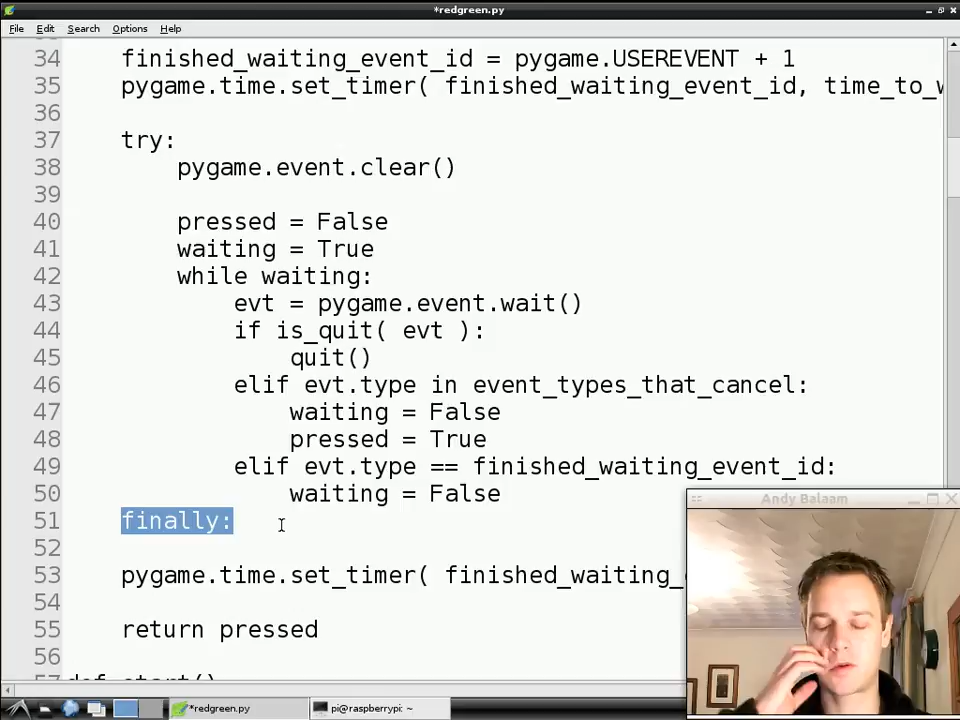 *redgreen.py
File Edit Search Options Help
34 finished_waiting_event_id = pygame.USEREVENT + 1
35 pygame.time.set_timer( finished_waiting_event_id, time_to_w
36
37 try:
38 pygame.event.clear()
39
40 pressed = False
41 waiting = True
42 while waiting:
43 evt = pygame.event.wait()
44 if is_quit( evt ):
45 quit()
46 elif evt.type in event_types_that_cancel:
47 waiting = False
48 pressed = True
49 elif evt.type == finished_waiting_event_id:
50 waiting = False
51 finally:
52
53 pygame.time.set_timer( finished_waiting_
54
55 return pressed
56
57 def start()
Andy Balaam
*redgreen.py
pi@raspberrypi: ~